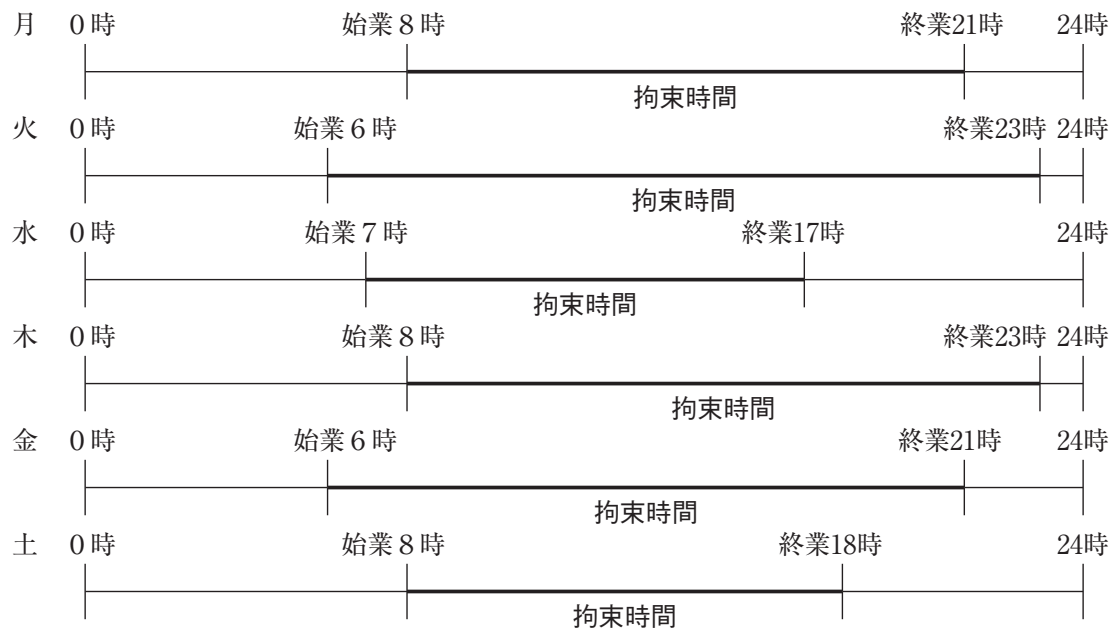 月 0時 始業8時 終業21時 24時
拘束時間
火 0時 始業6時 終業23時 24時
拘束時間
水 0時 始業7時 終業17時 24時
拘束時間
木 0時 始業8時 終業23時 24時
拘束時間
金 0時 始業6時 終業21時 24時
拘束時間
土 0時 始業8時 終業18時 24時
拘束時間